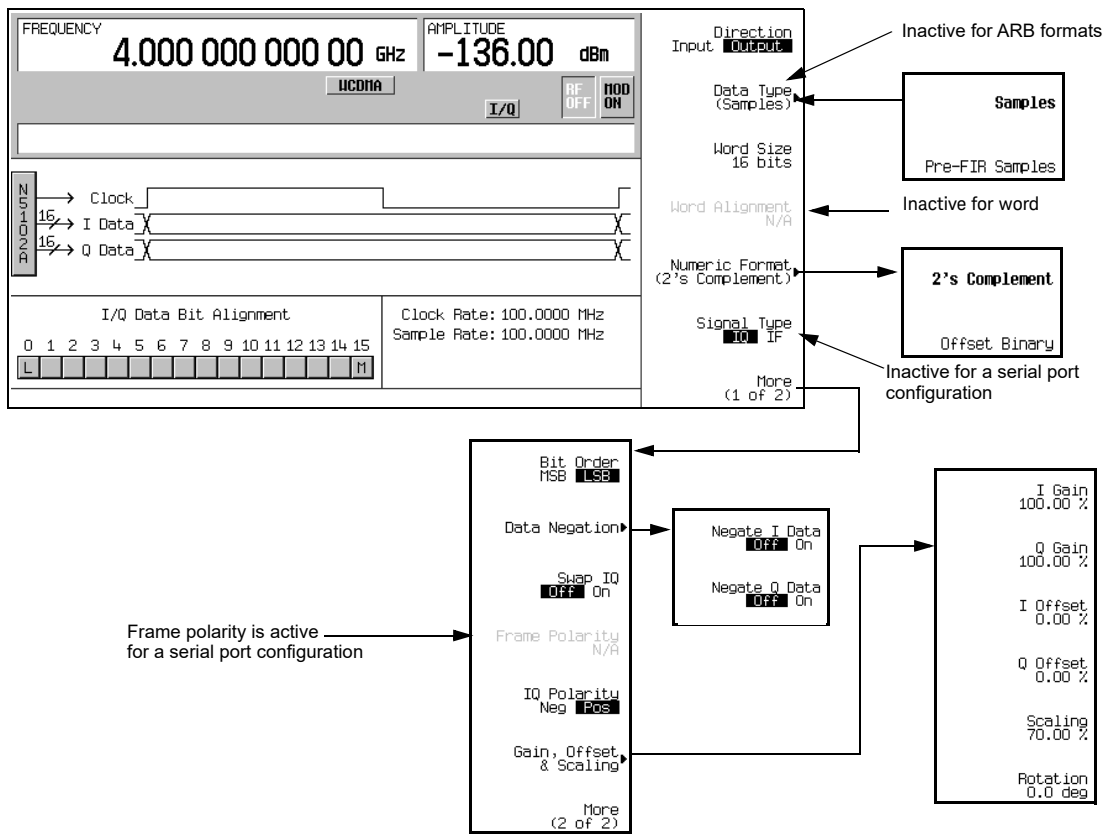 FREQUENCY
4.000 000 000 00 GHz
AMPLITUDE
-136.00 dBm
WCDMA
I/Q
RF OFF
MOD ON
N5102A
Clock
16
I Data
16
Q Data
I/Q Data Bit Alignment
0 1 2 3 4 5 6 7 8 9 10 11 12 13 14 15
L M
Clock Rate: 100.0000 MHz
Sample Rate: 100.0000 MHz
Direction
Input Output
Data Type
(Samples)
Word Size
16 bits
Word Alignment
N/A
Numeric Format
(2's Complement)
Signal Type
IQ IF
More
(1 of 2)
Inactive for ARB formats
Samples
Pre-FIR Samples
Inactive for word
2's Complement
Offset Binary
Inactive for a serial port
configuration
Bit Order
MSB LSB
Data Negation
Swap IQ
Off On
Frame Polarity
N/A
IQ Polarity
Neg Pos
Gain, Offset
& Scaling
More
(2 of 2)
Frame polarity is active
for a serial port configuration
Negate I Data
Off On
Negate Q Data
Off On
I Gain
100.00 %
Q Gain
100.00 %
I Offset
0.00 %
Q Offset
0.00 %
Scaling
70.00 %
Rotation
0.0 deg